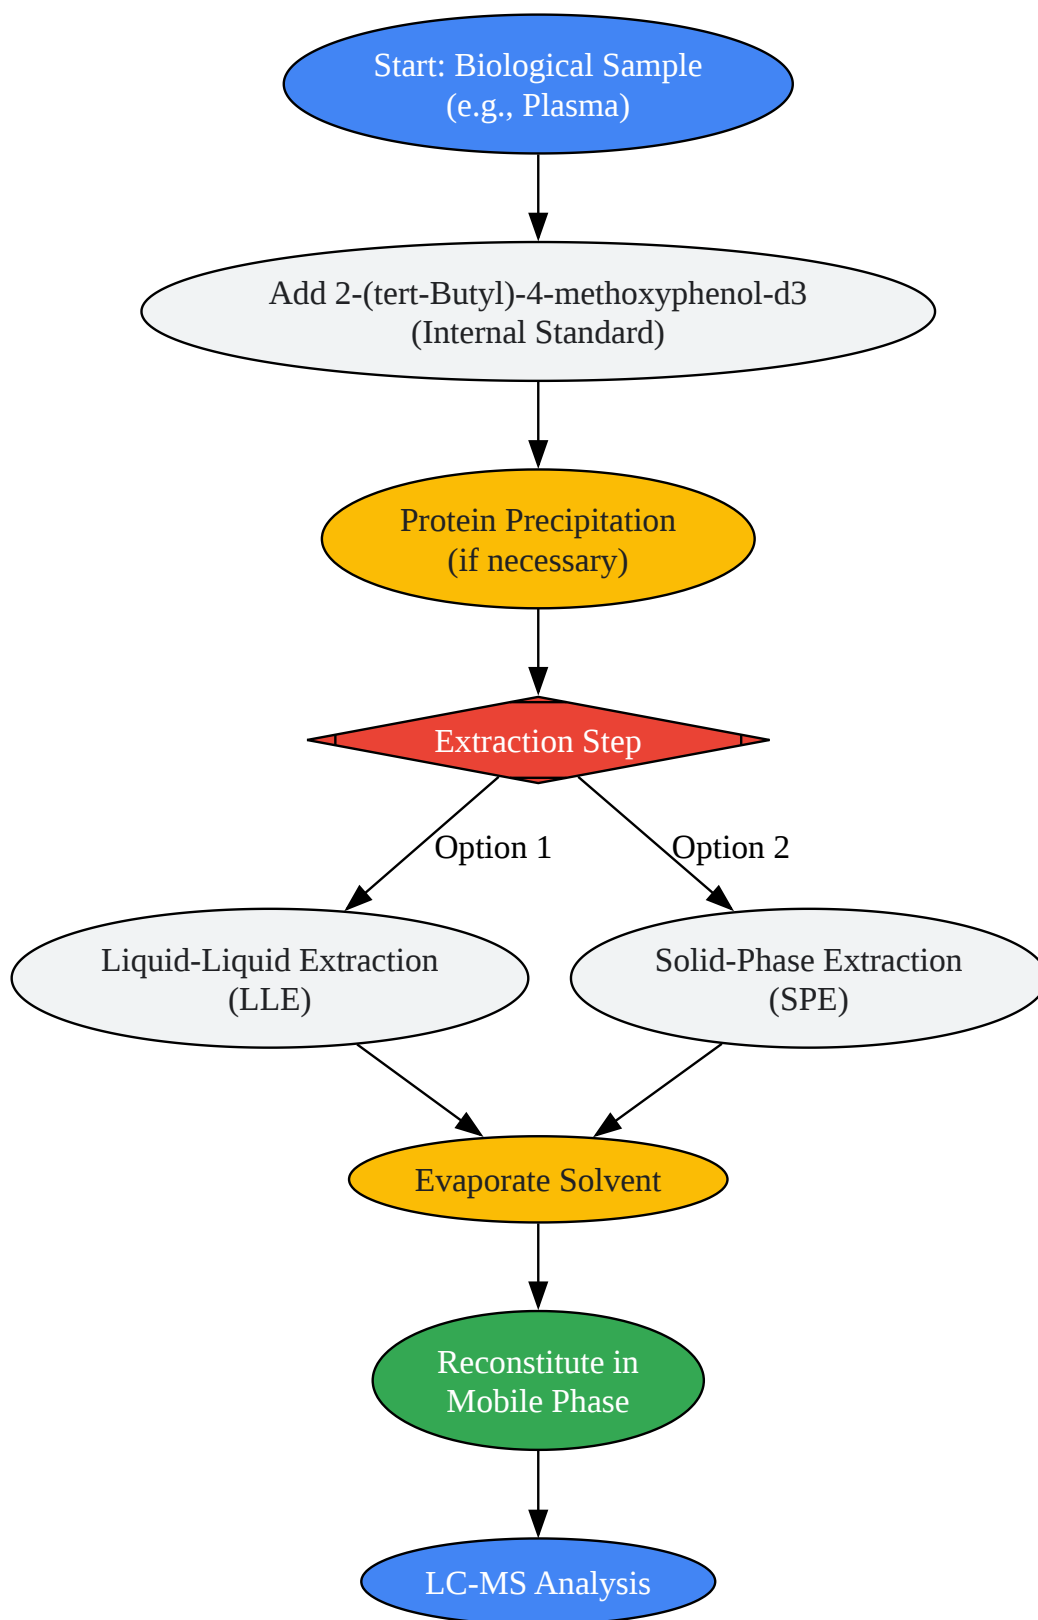 Start: Biological Sample
(e.g., Plasma)
Add 2-(tert-Butyl)-4-methoxyphenol-d3
(Internal Standard)
Protein Precipitation
(if necessary)
Extraction Step
Option 1
Option 2
Liquid-Liquid Extraction
(LLE)
Solid-Phase Extraction
(SPE)
Evaporate Solvent
Reconstitute in
Mobile Phase
LC-MS Analysis